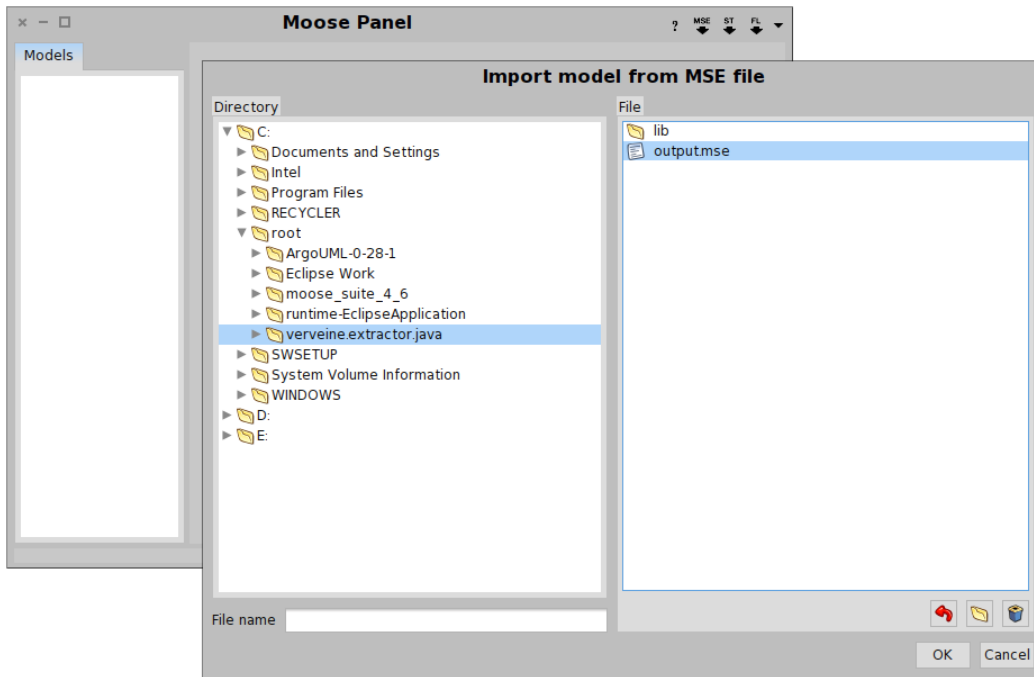 Moose Panel
? MSE ST FL
Models
Import model from MSE file
Directory
File
C:
Documents and Settings
Intel
Program Files
RECYCLER
root
ArgoUML-0-28-1
Eclipse Work
moose_suite_4_6
runtime-EclipseApplication
verveine.extractor.java
SWSETUP
System Volume Information
WINDOWS
D:
E:
lib
output.mse
File name
OK Cancel